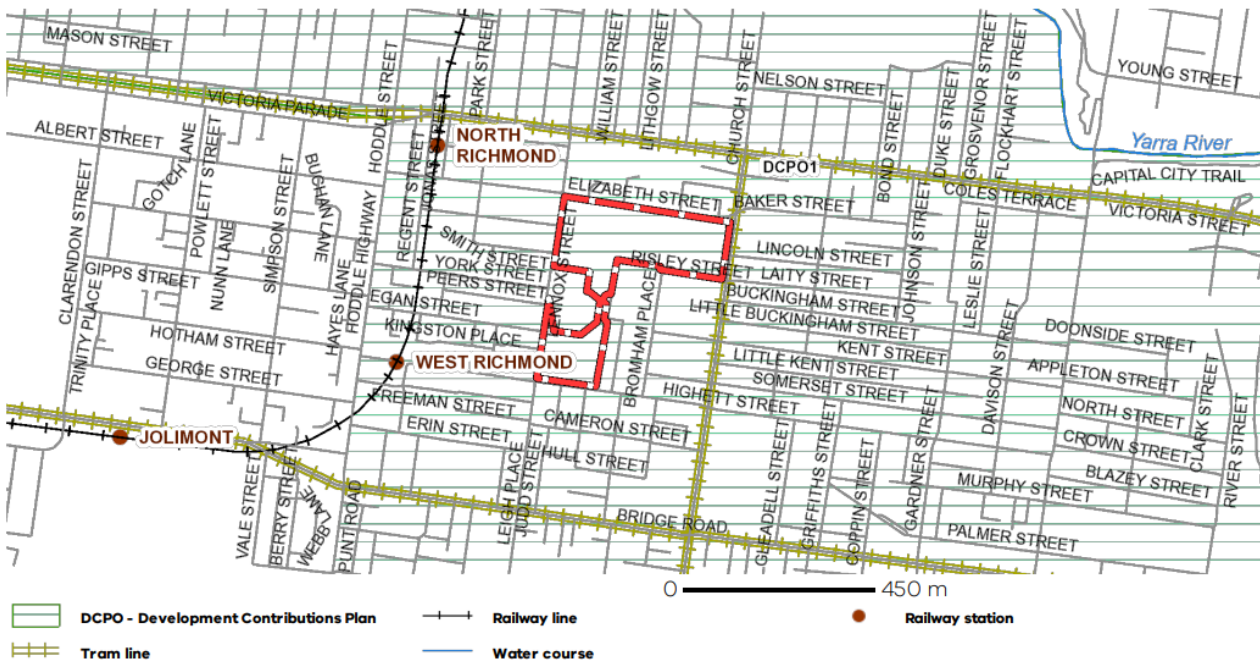 MASON STREET
VICTORIA PARADE
ALBERT STREET
GOTCH LANE
POWLETT STREET
NUNN LANE
SIMPSON STREET
BUCHAN LANE
HAYES LANE
HODDLE HIGHWAY
HODDLE STREET
REGENT STREET
JONAS STREET
PARK STREET
NORTH
RICHMOND
WILLIAM STREET
LITHGOW STREET
CHURCH STREET
NELSON STREET
DCPO1
BOND STREET
DUKE STREET
GROSVENOR STREET
FLOCKHART STREET
YOUNG STREET
Yarra River
CAPITAL CITY TRAIL
COLES TERRACE
VICTORIA STREET
ELIZABETH STREET
BAKER STREET
CLARENDON STREET
TRINITY PLACE
GIPPS STREET
HOTHAM STREET
GEORGE STREET
SMITH STREET
YORK STREET
PEERS STREET
EGAN STREET
KINGSTON PLACE
LENNOX STREET
RISLEY STREET
BROMHAM PLACE
LINCOLN STREET
LAITY STREET
BUCKINGHAM STREET
LITTLE BUCKINGHAM STREET
KENT STREET
LITTLE KENT STREET
SOMERSET STREET
HIGHETT STREET
JOHNSON STREET
LESLIE STREET
DAVISON STREET
DOONSIDE STREET
APPLETON STREET
NORTH STREET
CROWN STREET
BLAZEY STREET
CLARK STREET
RIVER STREET
WEST RICHMOND
JOLIMONT
FREEMAN STREET
ERIN STREET
CAMERON STREET
HULL STREET
LEIGH PLACE
JUDD STREET
VALE STREET
BERRY STREET
WEBB LANE
PUNT ROAD
BRIDGE ROAD
GLEADELL STREET
GRIFFITHS STREET
COPPIN STREET
GARDNER STREET
MURPHY STREET
PALMER STREET
0 450 m
DCPO - Development Contributions Plan
Railway line
Railway station
Tram line
Water course